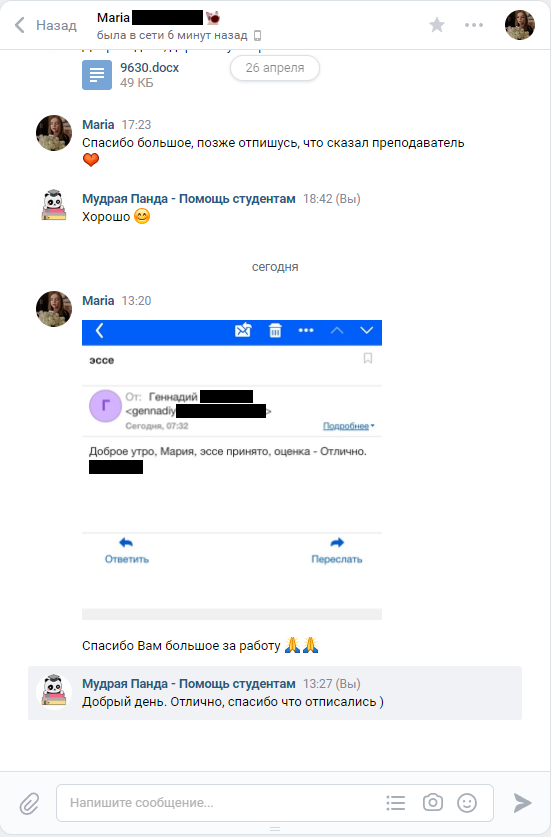 Назад
Maria
была в сети 6 минут назад
9630.docx
49 КБ
26 апреля
Maria 17:23
Спасибо большое, позже отпишусь, что сказал преподаватель
❤️
Мудрая Панда - Помощь студентам 18:42 (Вы)
Хорошо 😊
сегодня
Maria 13:20
эссе
Г
От: Геннадий
<gennadiy >
Сегодня, 07:32 Подробнее
Доброе утро, Мария, эссе принято, оценка - Отлично.
Ответить Переслать
Спасибо Вам большое за работу 🙏🙏
Мудрая Панда - Помощь студентам 13:27 (Вы)
Добрый день. Отлично, спасибо что отписались )
Напишите сообщение...